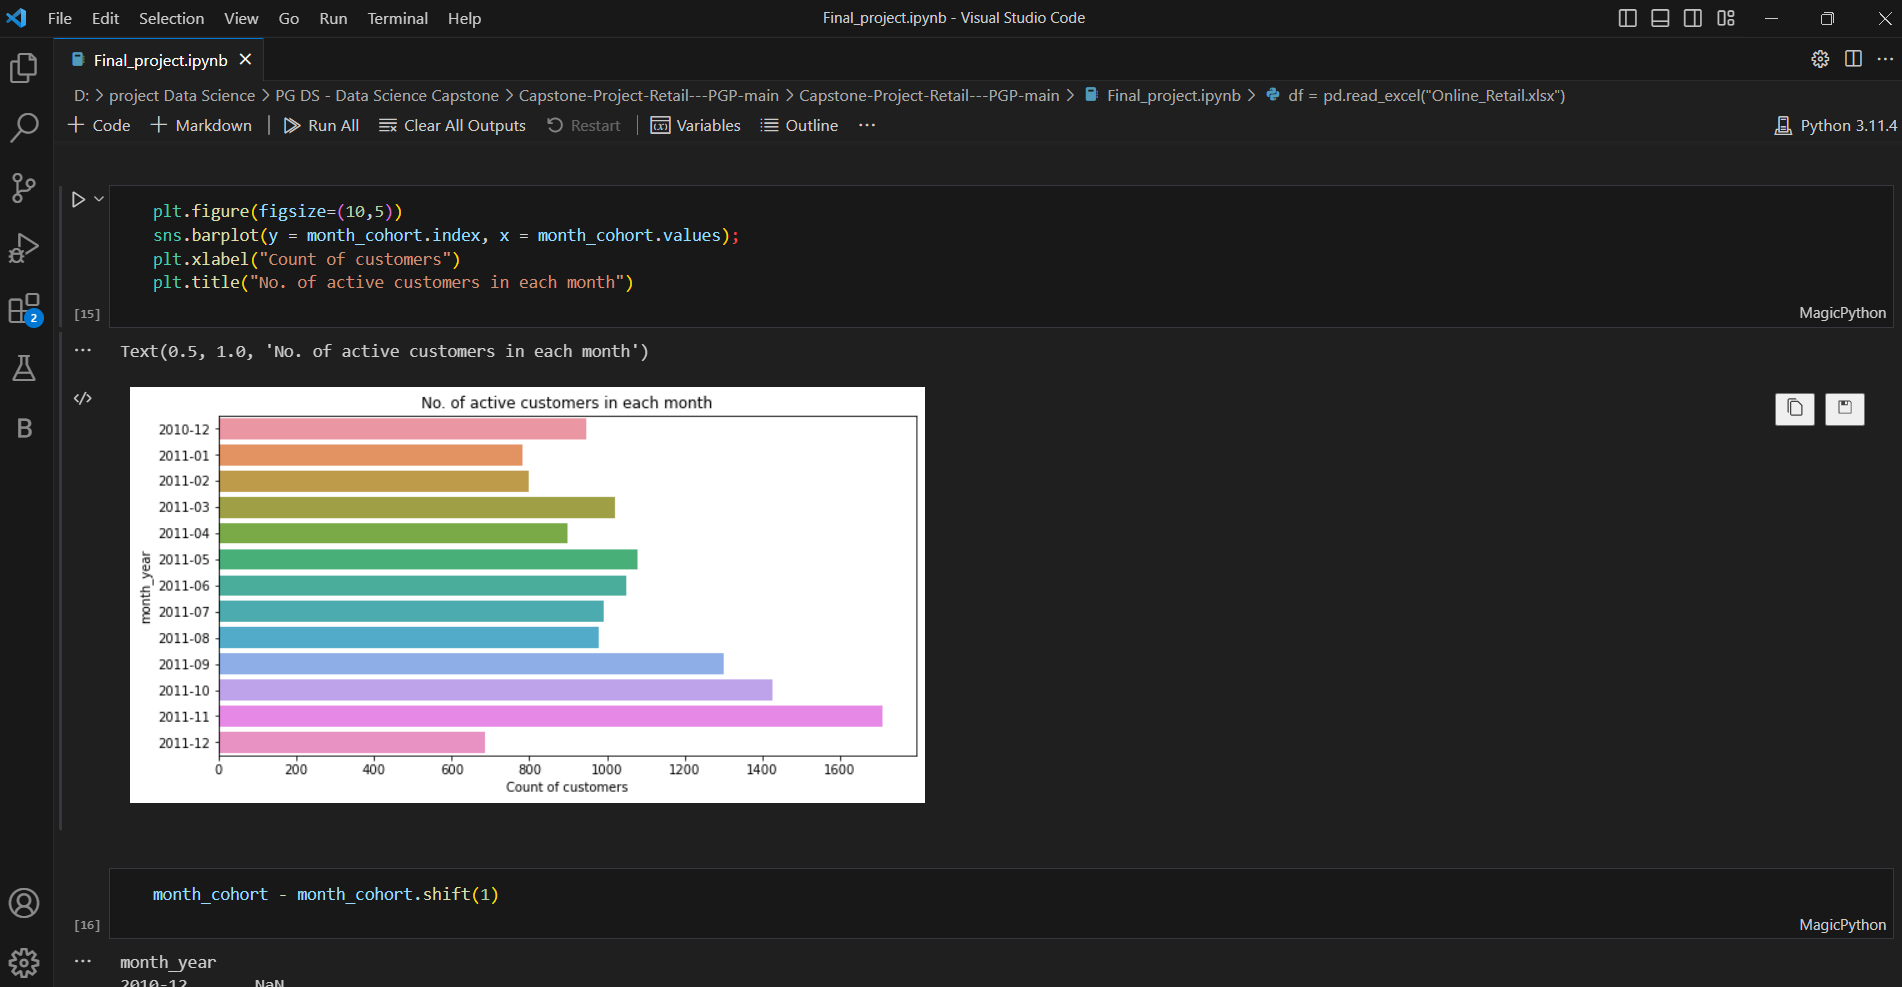 File Edit Selection View Go Run Terminal Help
Final_project.ipynb - Visual Studio Code
Final_project.ipynb
D: > project Data Science > PG DS - Data Science Capstone > Capstone-Project-Retail---PGP-main > Capstone-Project-Retail---PGP-main > Final_project.ipynb > df = pd.read_excel("Online_Retail.xlsx")
+ Code + Markdown | Run All Clear All Outputs Restart | Variables Outline ...
Python 3.11.4
plt.figure(figsize=(10,5))
sns.barplot(y = month_cohort.index, x = month_cohort.values);
plt.xlabel("Count of customers")
plt.title("No. of active customers in each month")
[15]
MagicPython
2
B
Text(0.5, 1.0, 'No. of active customers in each month')
No. of active customers in each month
month_year
2010-12
2011-01
2011-02
2011-03
2011-04
2011-05
2011-06
2011-07
2011-08
2011-09
2011-10
2011-11
2011-12
0 200 400 600 800 1000 1200 1400 1600
Count of customers
month_cohort - month_cohort.shift(1)
[16]
MagicPython
month_year
2010-12 NaN